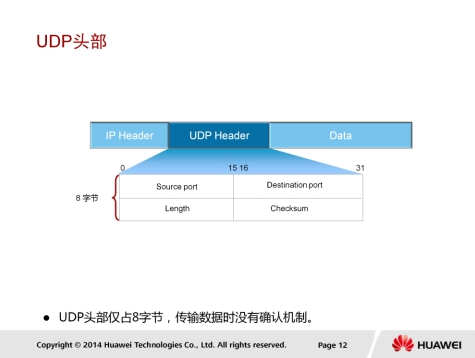 UDP头部
IP Header UDP Header Data
0 15 16 31
Source port Destination port
8 字节
Length Checksum
● UDP头部仅占8字节，传输数据时没有确认机制。
Copyright © 2014 Huawei Technologies Co., Ltd. All rights reserved. Page 12 HUAWEI